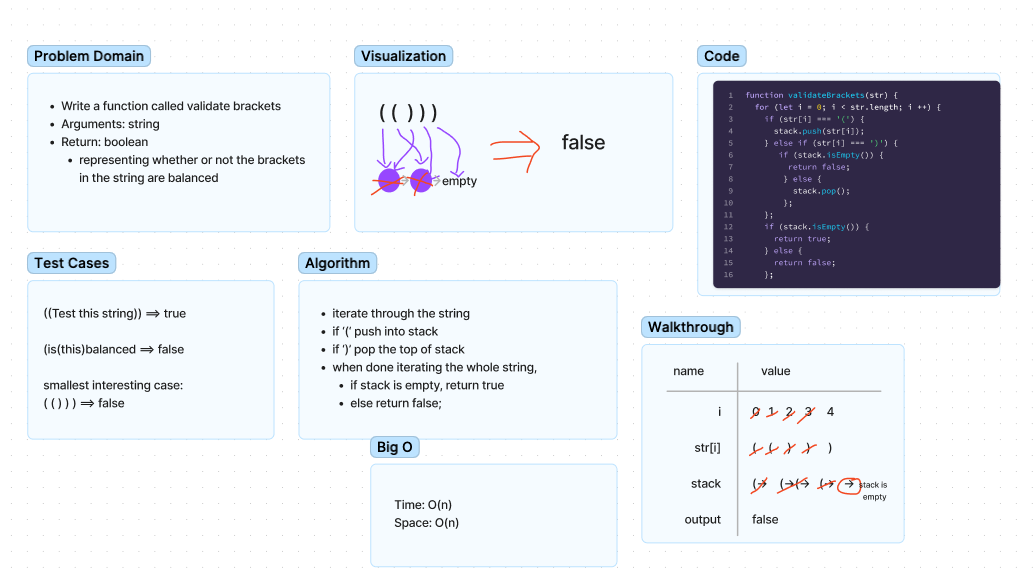 Problem Domain
Write a function called validate brackets
Arguments: string
Return: boolean
representing whether or not the brackets
in the string are balanced
Visualization
( ( ) ) )
false
empty
Code
1 function validateBrackets(str) {
2 for (let i = 0; i < str.length; i ++) {
3 if (str[i] === '(') {
4 stack.push(str[i]);
5 } else if (str[i] === ')') {
6 if (stack.isEmpty()) {
7 return false;
8 } else {
9 stack.pop();
10 };
11 };
12 if (stack.isEmpty()) {
13 return true;
14 } else {
15 return false;
16 };
Test Cases
((Test this string)) ⟹ true
(is(this)balanced ⟹ false
smallest interesting case:
( ( ) ) ) ⟹ false
Algorithm
iterate through the string
if '(' push into stack
if ')' pop the top of stack
when done iterating the whole string,
if stack is empty, return true
else return false;
Big O
Time: O(n)
Space: O(n)
Walkthrough
name value
i 0 1 2 3 4
str[i] ( ( ) ) )
stack (→ (→(→ (→ → stack is
empty
output false